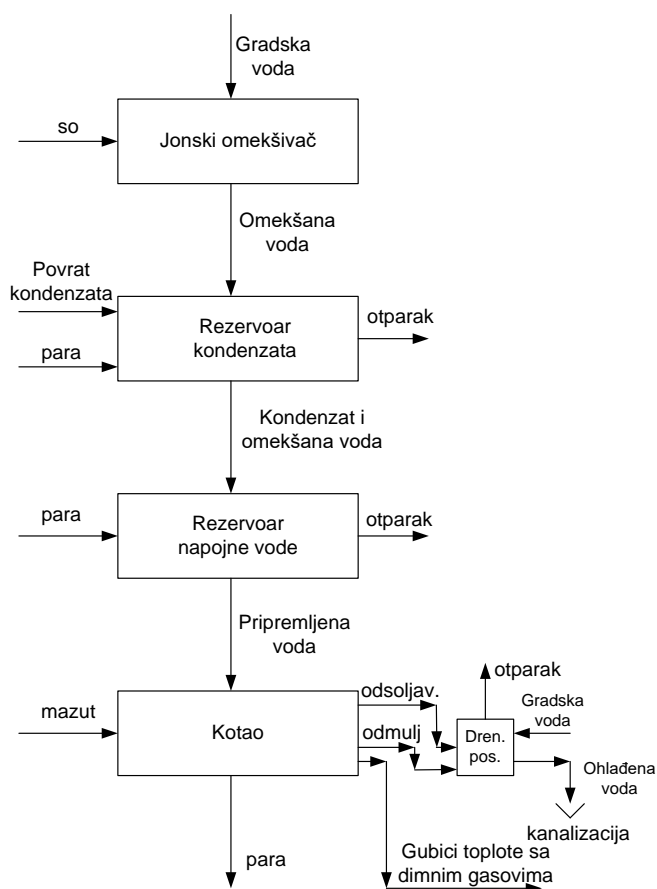 Gradska
voda
so
Jonski omekšivač
Omekšana
voda
Povrat
kondenzata
para
Rezervoar
kondenzata
otparak
Kondenzat i
omekšana voda
para
Rezervoar
napojne vode
otparak
Pripremljena
voda
mazut
Kotao
odsoljav.
odmulj
otparak
Dren.
pos.
Gradska
voda
Ohlađena
voda
kanalizacija
para
Gubici toplote sa
dimnim gasovima